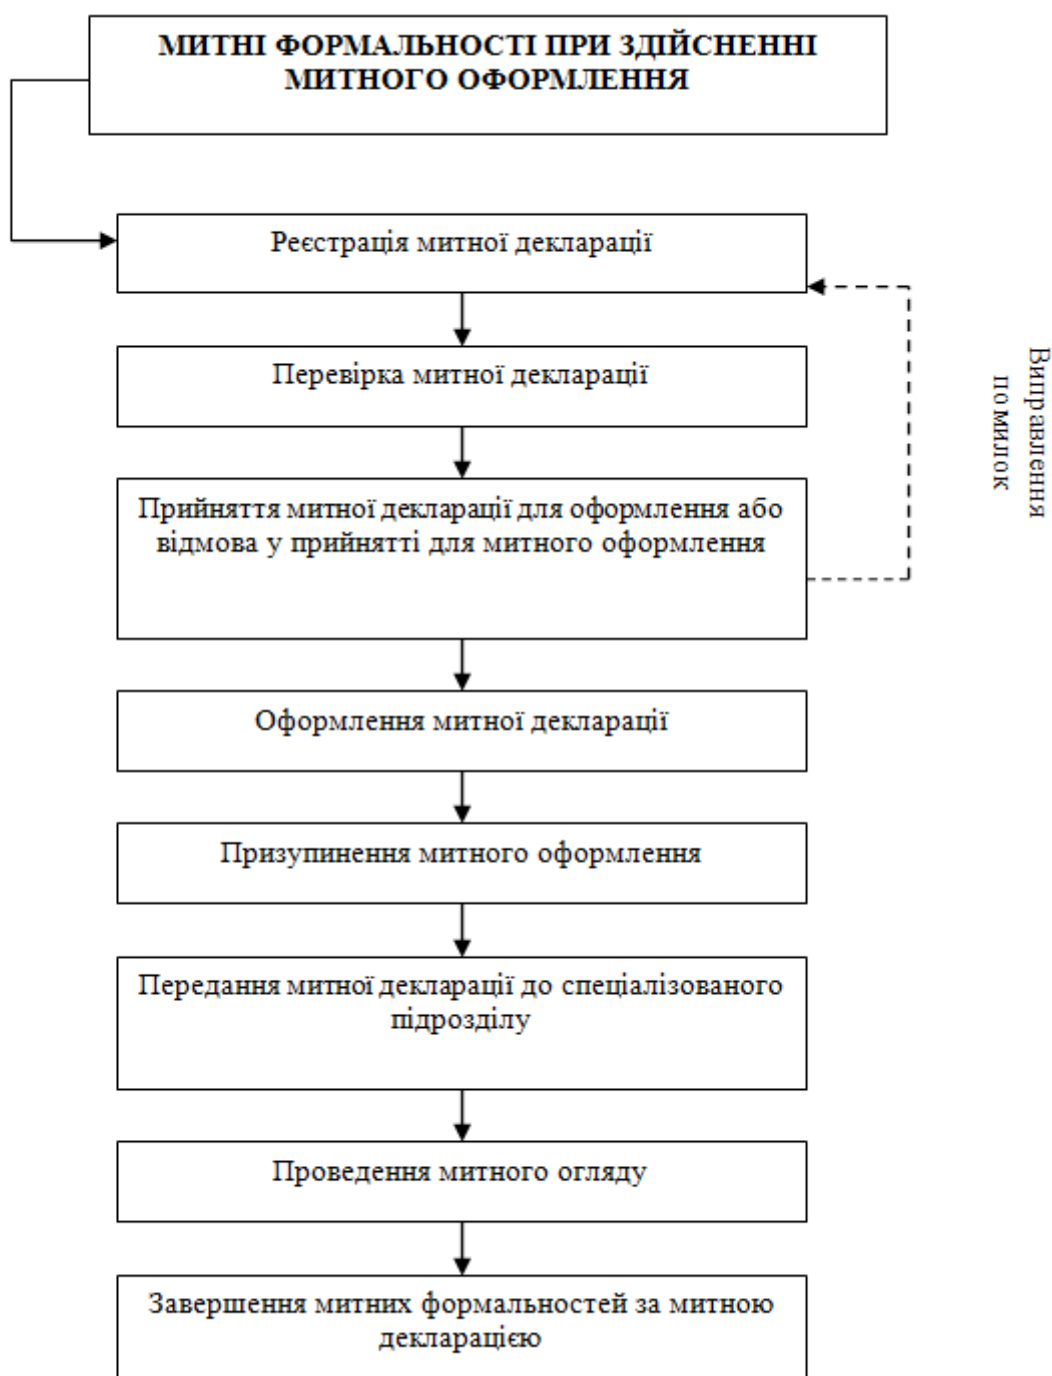 МИТНІ ФОРМАЛЬНОСТІ ПРИ ЗДІЙСНЕННІ
МИТНОГО ОФОРМЛЕННЯ
Реєстрація митної декларації
Перевірка митної декларації
Прийняття митної декларації для оформлення або
відмова у прийнятті для митного оформлення
Виправлення
помилок
Оформлення митної декларації
Призупинення митного оформлення
Передання митної декларації до спеціалізованого
підрозділу
Проведення митного огляду
Завершення митних формальностей за митною
декларацією